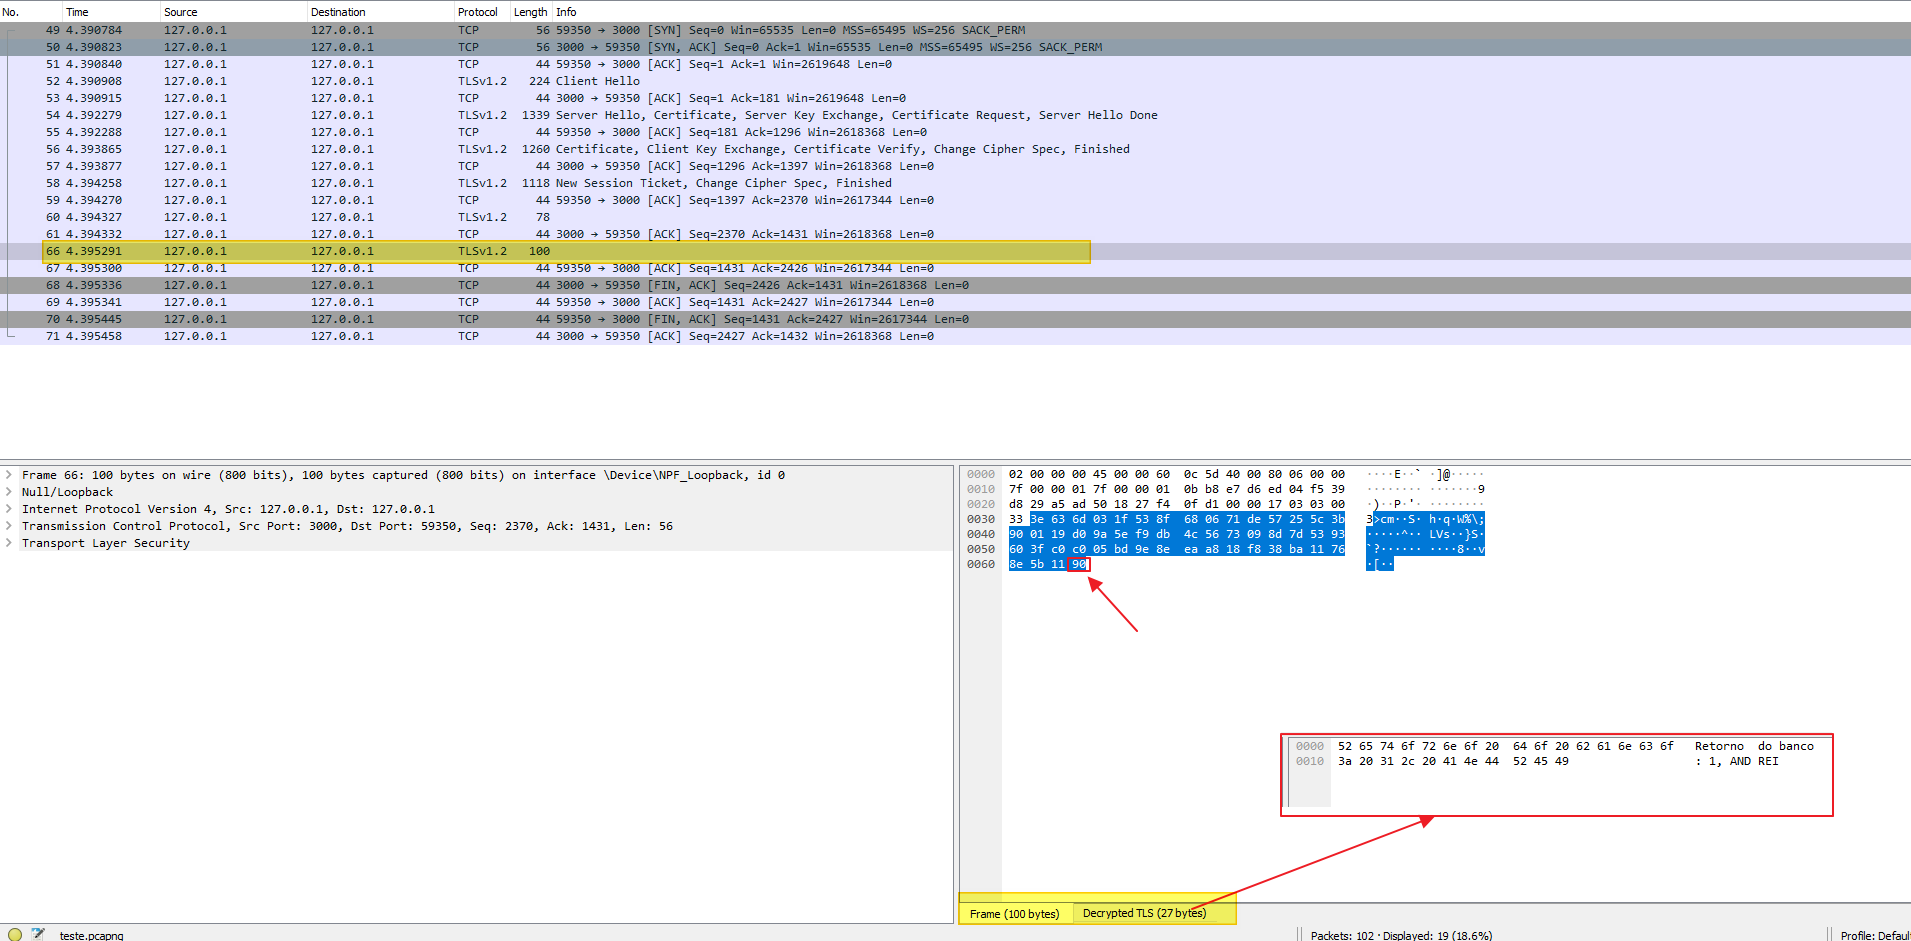 No. Time Source Destination Protocol Length Info
49 4.390784 127.0.0.1 127.0.0.1 TCP 56 59350 → 3000 [SYN] Seq=0 Win=65535 Len=0 MSS=65495 WS=256 SACK_PERM
50 4.390823 127.0.0.1 127.0.0.1 TCP 56 3000 → 59350 [SYN, ACK] Seq=0 Ack=1 Win=65535 Len=0 MSS=65495 WS=256 SACK_PERM
51 4.390840 127.0.0.1 127.0.0.1 TCP 44 59350 → 3000 [ACK] Seq=1 Ack=1 Win=2619648 Len=0
52 4.390908 127.0.0.1 127.0.0.1 TLSv1.2 224 Client Hello
53 4.390915 127.0.0.1 127.0.0.1 TCP 44 3000 → 59350 [ACK] Seq=1 Ack=181 Win=2619648 Len=0
54 4.392279 127.0.0.1 127.0.0.1 TLSv1.2 1339 Server Hello, Certificate, Server Key Exchange, Certificate Request, Server Hello Done
55 4.392288 127.0.0.1 127.0.0.1 TCP 44 59350 → 3000 [ACK] Seq=181 Ack=1296 Win=2618368 Len=0
56 4.393865 127.0.0.1 127.0.0.1 TLSv1.2 1260 Certificate, Client Key Exchange, Certificate Verify, Change Cipher Spec, Finished
57 4.393877 127.0.0.1 127.0.0.1 TCP 44 3000 → 59350 [ACK] Seq=1296 Ack=1397 Win=2618368 Len=0
58 4.394258 127.0.0.1 127.0.0.1 TLSv1.2 1118 New Session Ticket, Change Cipher Spec, Finished
59 4.394270 127.0.0.1 127.0.0.1 TCP 44 59350 → 3000 [ACK] Seq=1397 Ack=2370 Win=2617344 Len=0
60 4.394327 127.0.0.1 127.0.0.1 TLSv1.2 78
61 4.394332 127.0.0.1 127.0.0.1 TCP 44 3000 → 59350 [ACK] Seq=2370 Ack=1431 Win=2618368 Len=0
66 4.395291 127.0.0.1 127.0.0.1 TLSv1.2 100
67 4.395300 127.0.0.1 127.0.0.1 TCP 44 59350 → 3000 [ACK] Seq=1431 Ack=2426 Win=2617344 Len=0
68 4.395336 127.0.0.1 127.0.0.1 TCP 44 3000 → 59350 [FIN, ACK] Seq=2426 Ack=1431 Win=2618368 Len=0
69 4.395341 127.0.0.1 127.0.0.1 TCP 44 59350 → 3000 [ACK] Seq=1431 Ack=2427 Win=2617344 Len=0
70 4.395445 127.0.0.1 127.0.0.1 TCP 44 59350 → 3000 [FIN, ACK] Seq=1431 Ack=2427 Win=2617344 Len=0
71 4.395458 127.0.0.1 127.0.0.1 TCP 44 3000 → 59350 [ACK] Seq=2427 Ack=1432 Win=2618368 Len=0
Frame 66: 100 bytes on wire (800 bits), 100 bytes captured (800 bits) on interface \Device\NPF_Loopback, id 0
Null/Loopback
Internet Protocol Version 4, Src: 127.0.0.1, Dst: 127.0.0.1
Transmission Control Protocol, Src Port: 3000, Dst Port: 59350, Seq: 2370, Ack: 1431, Len: 56
Transport Layer Security
0000 02 00 00 00 45 00 00 60 0c 5d 40 00 80 06 00 00 ····E··` ·]@·····
0010 7f 00 00 01 7f 00 00 01 0b b8 e7 d6 ed 04 f5 39 ········ ·······9
0020 d8 29 a5 ad 50 18 27 f4 0f d1 00 00 17 03 03 00 ·)··P·'· ········
0030 33 3e 63 6d 03 1f 53 8f 68 06 71 de 57 25 5c 3b 3>cm··S· h·q·W%\;
0040 90 01 19 d0 9a 5e f9 db 4c 56 73 09 8d 7d 53 93 ·····^·· LVs··}S·
0050 60 3f c0 c0 05 bd 9e 8e ea a8 18 f8 38 ba 11 76 `?······ ····8··v
0060 8e 5b 11 90 ·[··
0000 52 65 74 6f 72 6e 6f 20 64 6f 20 62 61 6e 63 6f Retorno do banco
0010 3a 20 31 2c 20 41 4e 44 52 45 49 : 1, AND REI
Frame (100 bytes) Decrypted TLS (27 bytes)
teste.pcapng Packets: 102 · Displayed: 19 (18.6%) Profile: Defaul